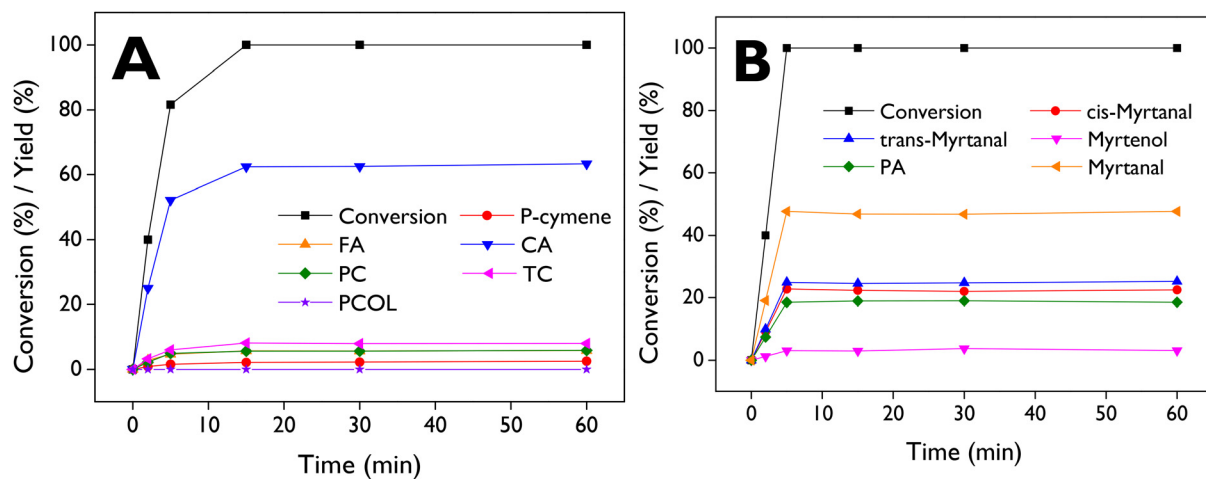 A
Conversion (%) / Yield (%)
100
80
60
40
20
0
Conversion
P-cymene
FA
CA
PC
TC
PCOL
0 10 20 30 40 50 60
Time (min)
B
Conversion (%) / Yield (%)
100
80
60
40
20
0
Conversion
cis-Myrtanal
trans-Myrtanal
Myrtenol
PA
Myrtanal
0 10 20 30 40 50 60
Time (min)